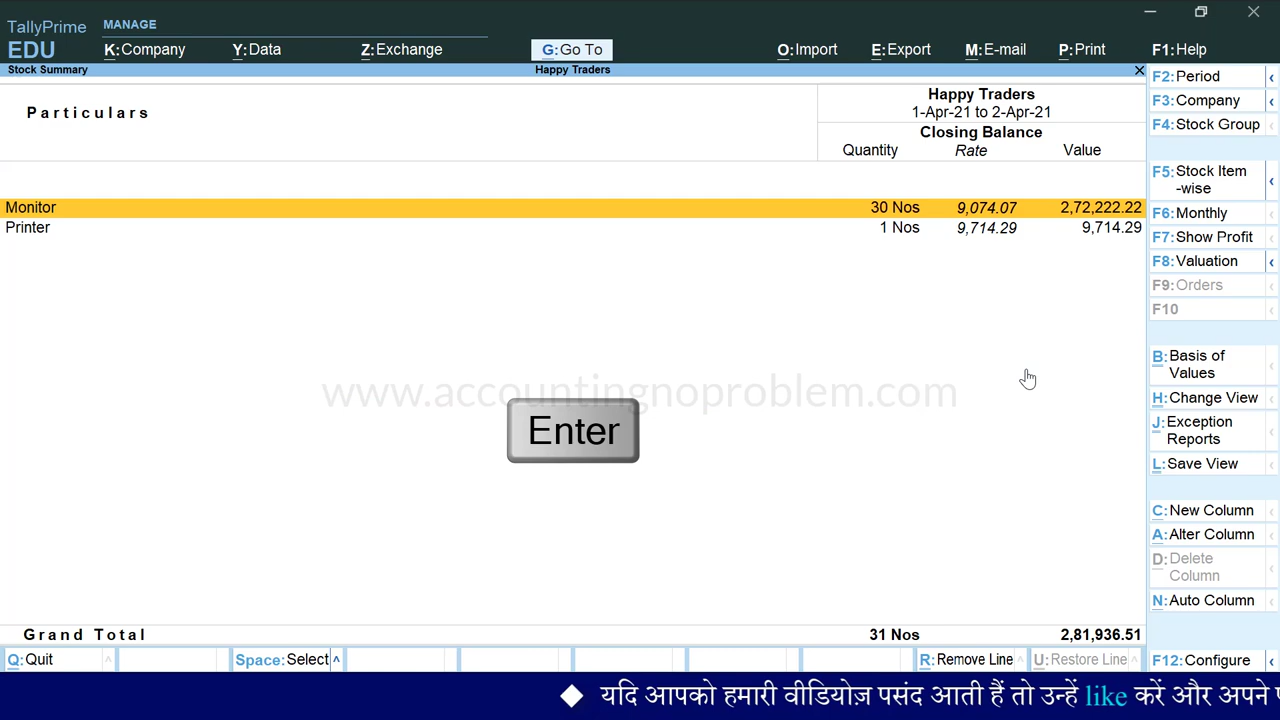 TallyPrime
EDU
MANAGE
K:Company Y:Data Z:Exchange G:Go To O:Import E:Export M:E-mail P:Print F1:Help
Stock Summary Happy Traders
Particulars
Happy Traders
1-Apr-21 to 2-Apr-21
Closing Balance
Quantity Rate Value
Monitor 30 Nos 9,074.07 2,72,222.22
Printer 1 Nos 9,714.29 9,714.29
www.accountingnoproblem.com
Enter
Grand Total 31 Nos 2,81,936.51
Q:Quit Space:Select R:Remove Line U:Restore Line
F2:Period
F3:Company
F4:Stock Group
F5:Stock Item
-wise
F6:Monthly
F7:Show Profit
F8:Valuation
F9:Orders
F10
B:Basis of
Values
H:Change View
J:Exception
Reports
L:Save View
C:New Column
A:Alter Column
D:Delete
Column
N:Auto Column
F12:Configure
यदि आपको हमारी वीडियोज़ पसंद आती हैं तो उन्हें like करें और अपने